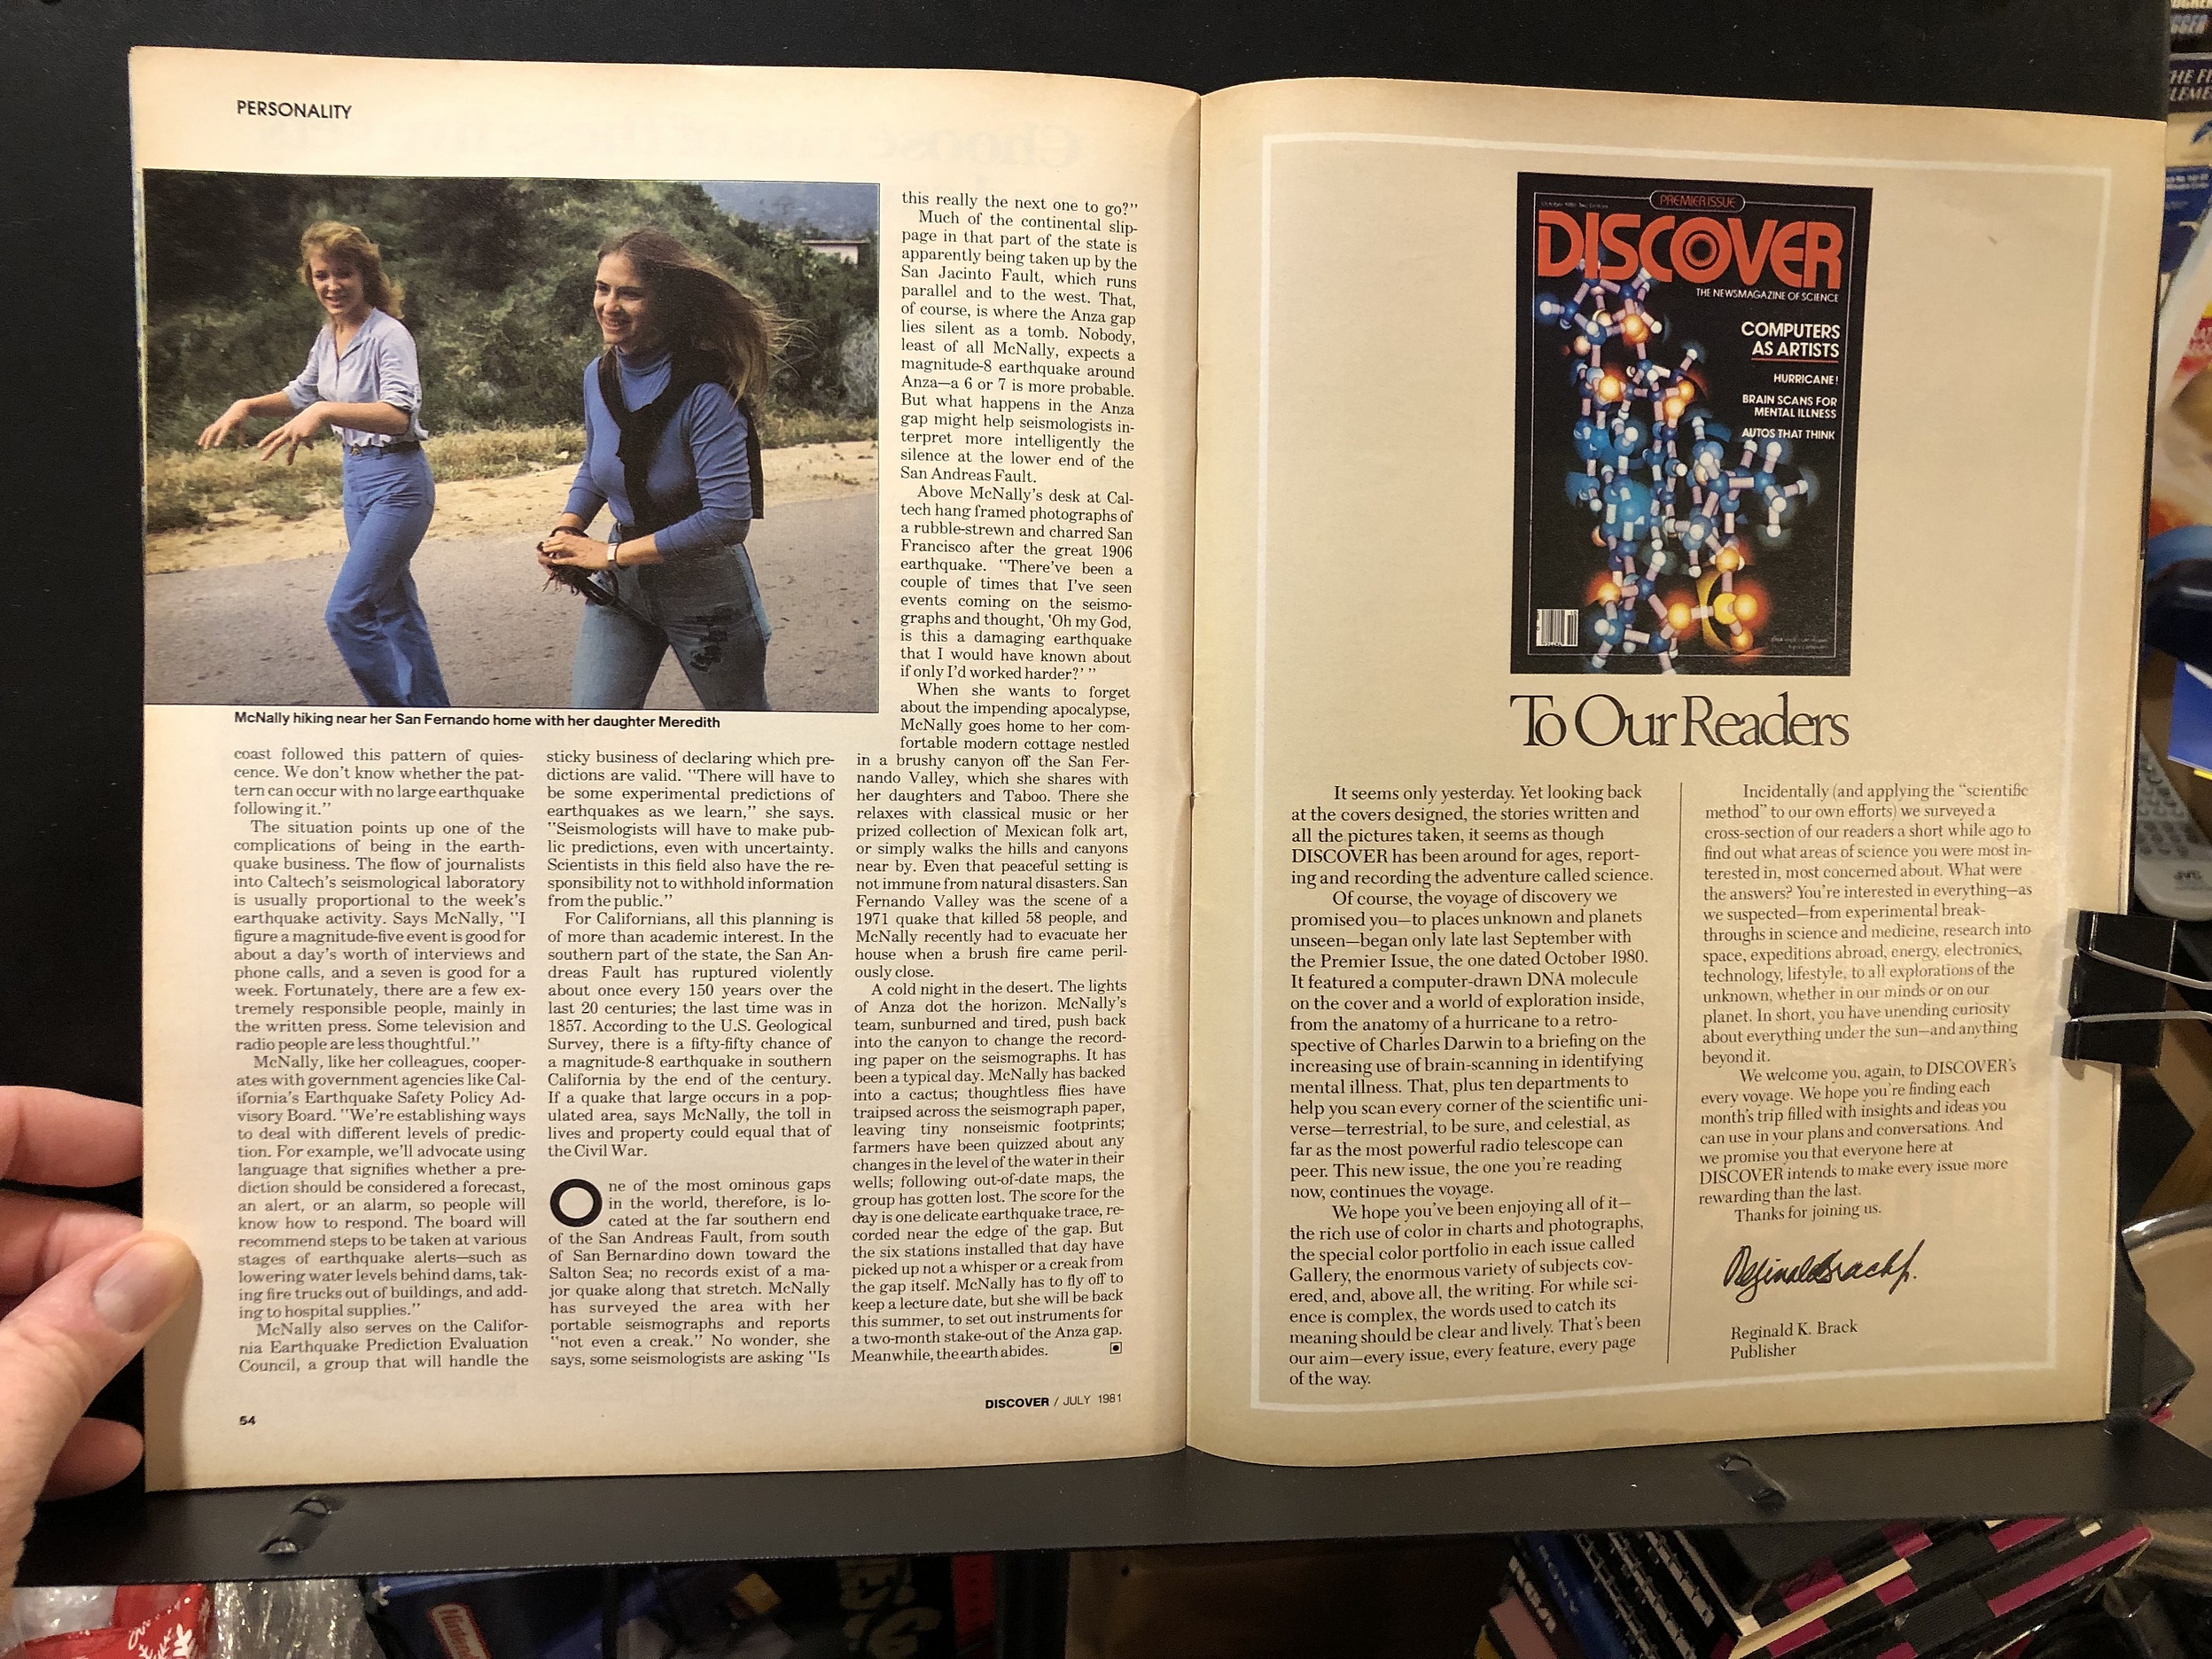 PERSONALITY
McNally hiking near her San Fernando home with her daughter Meredith
coast followed this pattern of quies-
cence. We don't know whether the pat-
tern can occur with no large earthquake
following it."
The situation points up one of the
complications of being in the earth-
quake business. The flow of journalists
into Caltech's seismological laboratory
is usually proportional to the week's
earthquake activity. Says McNally, "I
figure a magnitude-five event is good for
about a day's worth of interviews and
phone calls, and a seven is good for a
week. Fortunately, there are a few ex-
tremely responsible people, mainly in
the written press. Some television and
radio people are less thoughtful."
McNally, like her colleagues, cooper-
ates with government agencies like Cal-
ifornia's Earthquake Safety Policy Ad-
visory Board. "We're establishing ways
to deal with different levels of predic-
tion. For example, we'll advocate using
language that signifies whether a pre-
diction should be considered a forecast,
an alert, or an alarm, so people will
know how to respond. The board will
recommend steps to be taken at various
stages of earthquake alerts—such as
lowering water levels behind dams, tak-
ing fire trucks out of buildings, and add-
ing to hospital supplies."
McNally also serves on the Califor-
nia Earthquake Prediction Evaluation
Council, a group that will handle the
sticky business of declaring which pre-
dictions are valid. "There will have to
be some experimental predictions of
earthquakes as we learn," she says.
"Seismologists will have to make pub-
lic predictions, even with uncertainty.
Scientists in this field also have the re-
sponsibility not to withhold information
from the public."
For Californians, all this planning is
of more than academic interest. In the
southern part of the state, the San An-
dreas Fault has ruptured violently
about once every 150 years over the
last 20 centuries; the last time was in
1857. According to the U.S. Geological
Survey, there is a fifty-fifty chance of
a magnitude-8 earthquake in southern
California by the end of the century.
If a quake that large occurs in a pop-
ulated area, says McNally, the toll in
lives and property could equal that of
the Civil War.
One of the most ominous gaps
in the world, therefore, is lo-
cated at the far southern end
of the San Andreas Fault, from south
of San Bernardino down toward the
Salton Sea; no records exist of a ma-
jor quake along that stretch. McNally
has surveyed the area with her
portable seismographs and reports
"not even a creak." No wonder, she
says, some seismologists are asking "Is
this really the next one to go?"
Much of the continental slip-
page in that part of the state is
apparently being taken up by the
San Jacinto Fault, which runs
parallel and to the west. That,
of course, is where the Anza gap
lies silent as a tomb. Nobody,
least of all McNally, expects a
magnitude-8 earthquake around
Anza—a 6 or 7 is more probable.
But what happens in the Anza
gap might help seismologists in-
terpret more intelligently the
silence at the lower end of the
San Andreas Fault.
Above McNally's desk at Cal-
tech hang framed photographs of
a rubble-strewn and charred San
Francisco after the great 1906
earthquake. "There've been a
couple of times that I've seen
events coming on the seismo-
graphs and thought, 'Oh my God,
is this a damaging earthquake
that I would have known about
if only I'd worked harder?' "
When she wants to forget
about the impending apocalypse,
McNally goes home to her com-
fortable modern cottage nestled
in a brushy canyon off the San Fer-
nando Valley, which she shares with
her daughters and Taboo. There she
relaxes with classical music or her
prized collection of Mexican folk art,
or simply walks the hills and canyons
near by. Even that peaceful setting is
not immune from natural disasters. San
Fernando Valley was the scene of a
1971 quake that killed 58 people, and
McNally recently had to evacuate her
house when a brush fire came peril-
ously close.
A cold night in the desert. The lights
of Anza dot the horizon. McNally's
team, sunburned and tired, push back
into the canyon to change the record-
ing paper on the seismographs. It has
been a typical day. McNally has backed
into a cactus; thoughtless flies have
traipsed across the seismograph paper,
leaving tiny nonseismic footprints;
farmers have been quizzed about any
changes in the level of the water in their
wells; following out-of-date maps, the
group has gotten lost. The score for the
day is one delicate earthquake trace, re-
corded near the edge of the gap. But
the six stations installed that day have
picked up not a whisper or a creak from
the gap itself. McNally has to fly off to
keep a lecture date, but she will be back
this summer, to set out instruments for
a two-month stake-out of the Anza gap.
Meanwhile, the earth abides.
54
DISCOVER / JULY 1981
PREMIER ISSUE
DISCOVER
THE NEWSMAGAZINE OF SCIENCE
COMPUTERS
AS ARTISTS
HURRICANE!
BRAIN SCANS FOR
MENTAL ILLNESS
AUTOS THAT THINK
To Our Readers
It seems only yesterday. Yet looking back
at the covers designed, the stories written and
all the pictures taken, it seems as though
DISCOVER has been around for ages, report-
ing and recording the adventure called science.
Of course, the voyage of discovery we
promised you—to places unknown and planets
unseen—began only late last September with
the Premier Issue, the one dated October 1980.
It featured a computer-drawn DNA molecule
on the cover and a world of exploration inside,
from the anatomy of a hurricane to a retro-
spective of Charles Darwin to a briefing on the
increasing use of brain-scanning in identifying
mental illness. That, plus ten departments to
help you scan every corner of the scientific uni-
verse—terrestrial, to be sure, and celestial, as
far as the most powerful radio telescope can
peer. This new issue, the one you're reading
now, continues the voyage.
We hope you've been enjoying all of it—
the rich use of color in charts and photographs,
the special color portfolio in each issue called
Gallery, the enormous variety of subjects cov-
ered, and, above all, the writing. For while sci-
ence is complex, the words used to catch its
meaning should be clear and lively. That's been
our aim—every issue, every feature, every page
of the way.
Incidentally (and applying the "scientific
method" to our own efforts) we surveyed a
cross-section of our readers a short while ago to
find out what areas of science you were most in-
terested in, most concerned about. What were
the answers? You're interested in everything—as
we suspected—from experimental break-
throughs in science and medicine, research into
space, expeditions abroad, energy, electronics,
technology, lifestyle, to all explorations of the
unknown, whether in our minds or on our
planet. In short, you have unending curiosity
about everything under the sun—and anything
beyond it.
We welcome you, again, to DISCOVER's
every voyage. We hope you're finding each
month's trip filled with insights and ideas you
can use in your plans and conversations. And
we promise you that everyone here at
DISCOVER intends to make every issue more
rewarding than the last.
Thanks for joining us.
Reginald K. Brack
Publisher
JVC
SONY